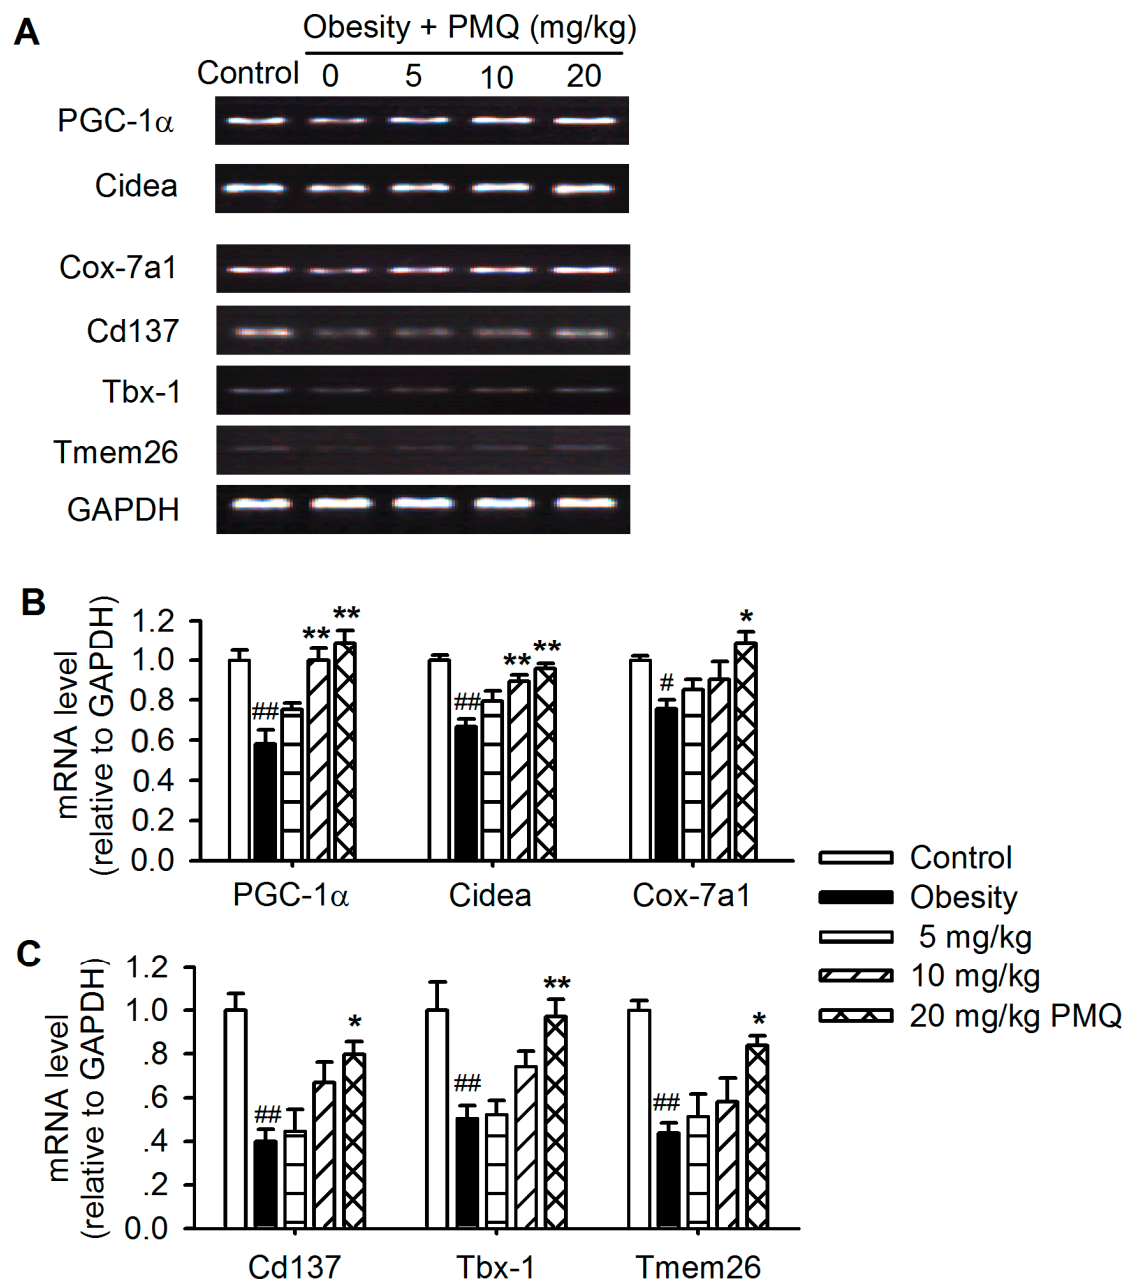 A
Obesity + PMQ (mg/kg)
Control 0 5 10 20
PGC-1α
Cidea
Cox-7a1
Cd137
Tbx-1
Tmem26
GAPDH
B
mRNA level
(relative to GAPDH)
1.2
1.0
0.8
0.6
0.4
0.2
0.0
## ** **
## ** **
# *
PGC-1α Cidea Cox-7a1
Control
Obesity
5 mg/kg
10 mg/kg
20 mg/kg PMQ
C
mRNA level
(relative to GAPDH)
1.2
1.0
.8
.6
.4
.2
0.0
## *
## **
## *
Cd137 Tbx-1 Tmem26